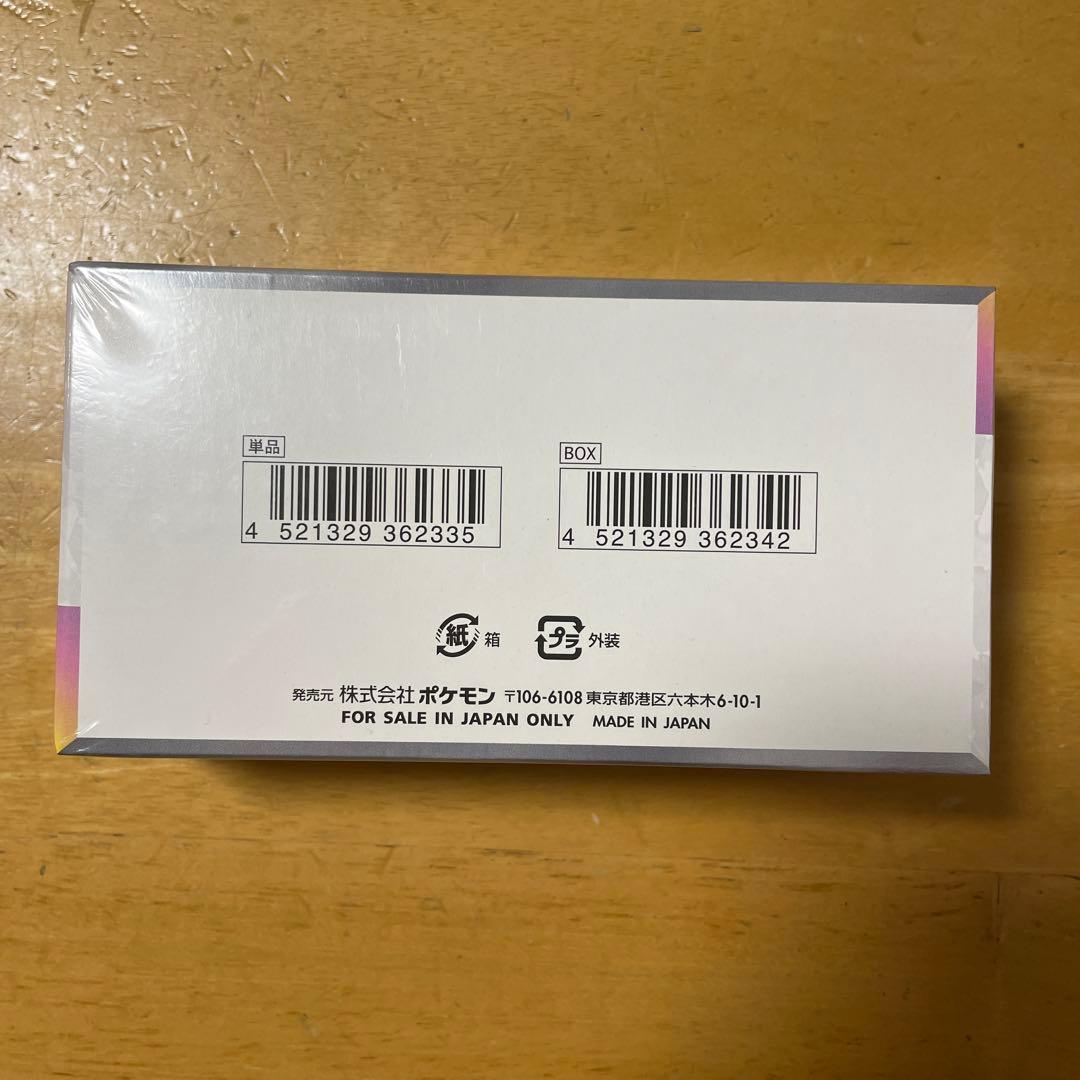 単品
BOX
4 521329 362335
4 521329 362342
紙 箱
プラ 外装
発売元 株式会社 ポケモン 〒106-6108 東京都港区六本木6-10-1
FOR SALE IN JAPAN ONLY MADE IN JAPAN